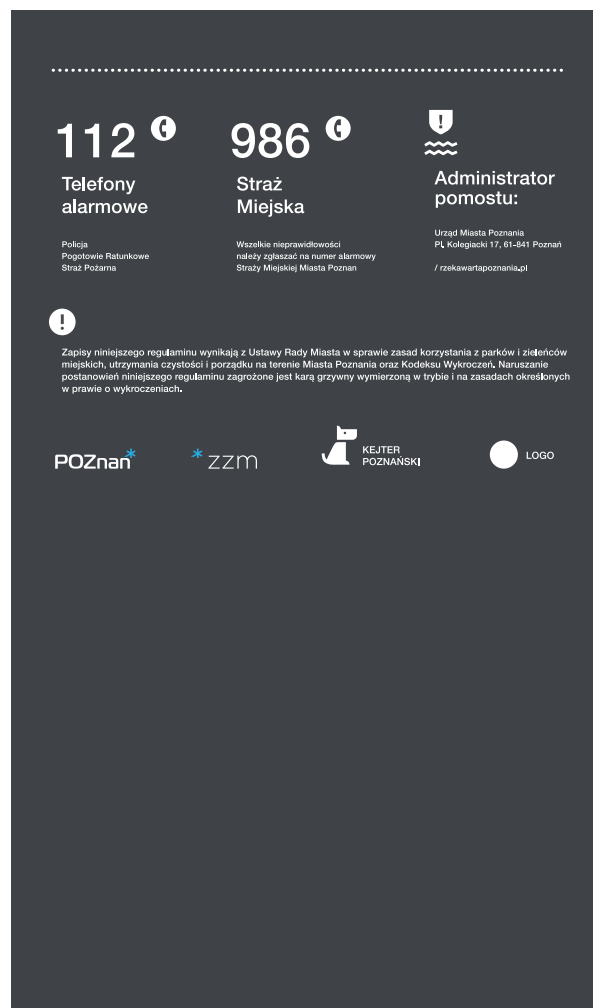 112
Telefony
alarmowe
Policja
Pogotowie Ratunkowe
Straż Pożarna
986
Straż
Miejska
Wszelkie nieprawidłowości
należy zgłaszać na numer alarmowy
Straży Miejskiej Miasta Poznan
Administrator
pomostu:
Urząd Miasta Poznania
Pl. Kolegiacki 17, 61-841 Poznań
/ rzekawartapoznania.pl
Zapisy niniejszego regulaminu wynikają z Ustawy Rady Miasta w sprawie zasad korzystania z parków i zieleńców
miejskich, utrzymania czystości i porządku na terenie Miasta Poznania oraz Kodeksu Wykroczeń. Naruszanie
postanowień niniejszego regulaminu zagrożone jest karą grzywny wymierzoną w trybie i na zasadach określonych
w prawie o wykroczeniach.
POZnan*
*zzm
KEJTER
POZNAŃSKI
LOGO